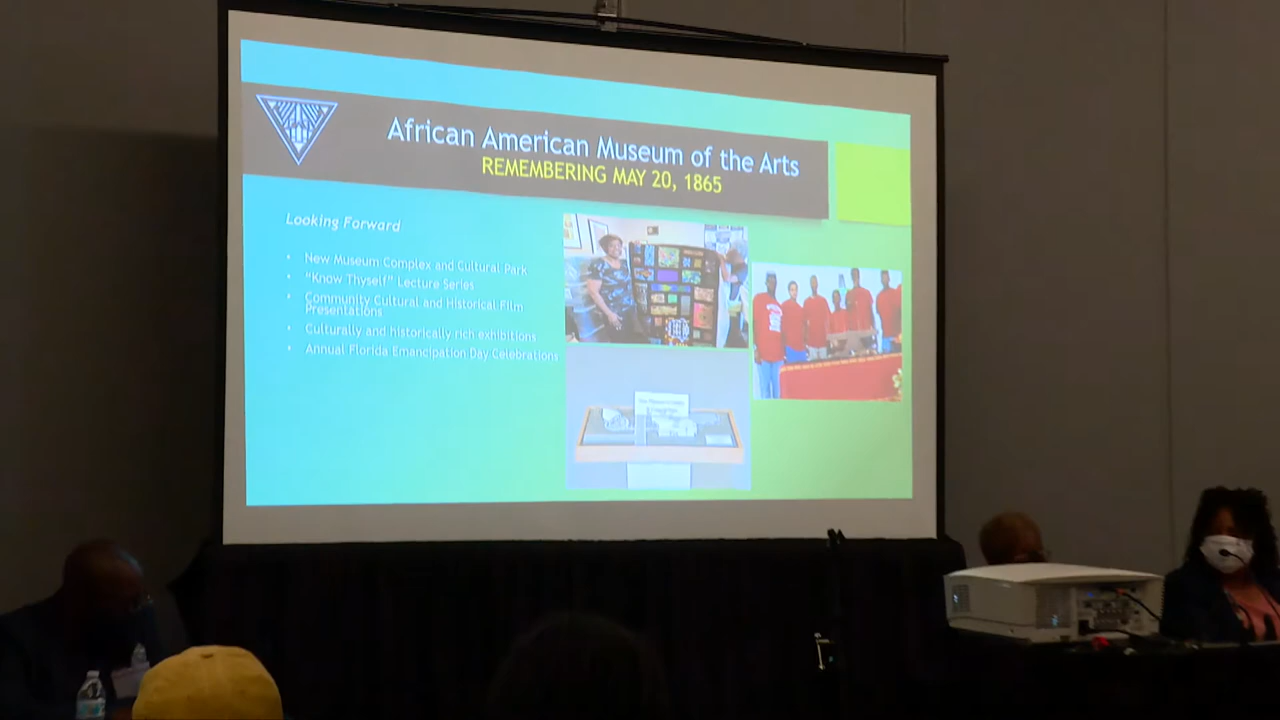 African American Museum of the Arts
REMEMBERING MAY 20, 1865
Looking Forward
• New Museum Complex and Cultural Park
• "Know Thyself" Lecture Series
• Community Cultural and Historical Film
Presentations
• Culturally and historically rich exhibitions
• Annual Florida Emancipation Day Celebrations